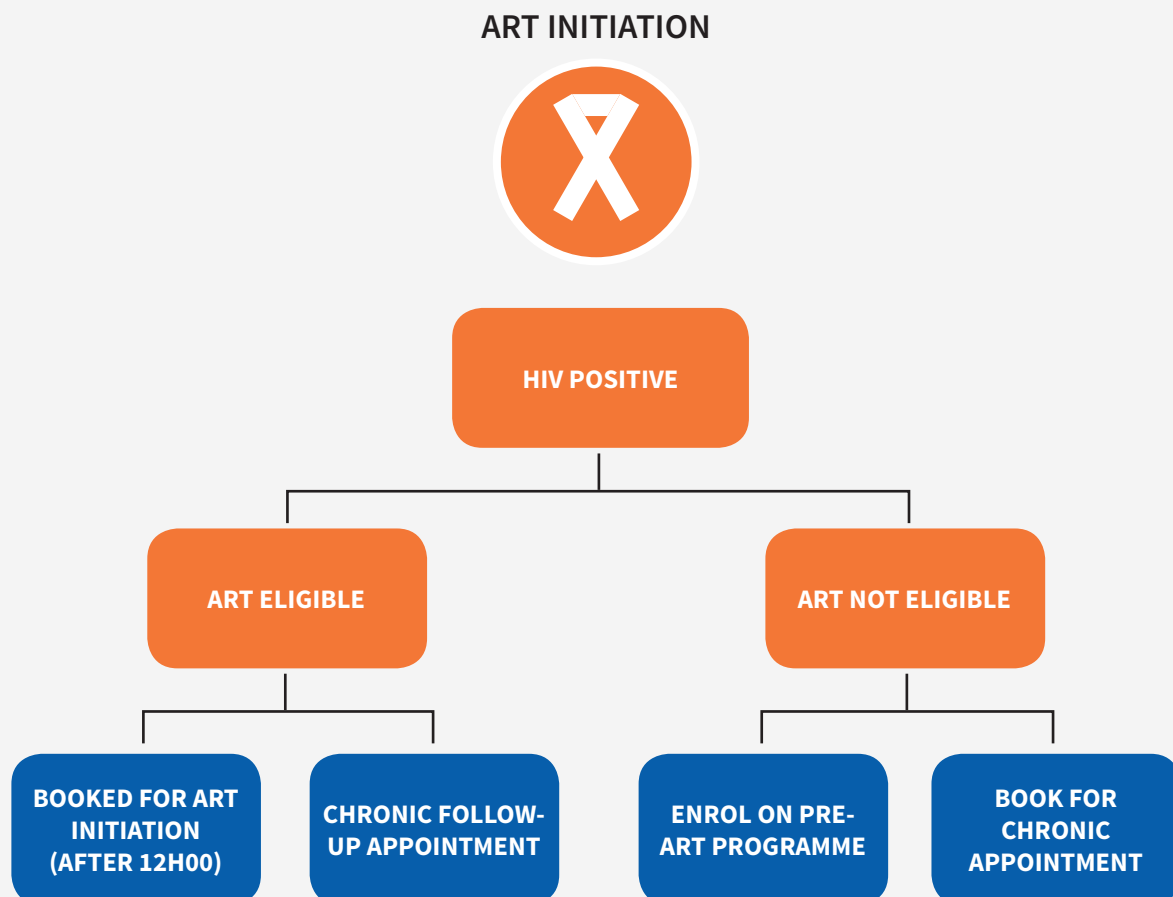 ART INITIATION
HIV POSITIVE
ART ELIGIBLE
ART NOT ELIGIBLE
BOOKED FOR ART
INITIATION
(AFTER 12H00)
CHRONIC FOLLOW-
UP APPOINTMENT
ENROL ON PRE-
ART PROGRAMME
BOOK FOR
CHRONIC
APPOINTMENT